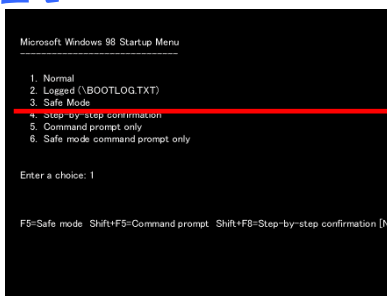 Microsoft Windows 98 Startup Menu
------------------------------
1. Normal
2. Logged (\BOOTLOG.TXT)
3. Safe Mode
4. Step-by-step confirmation
5. Command prompt only
6. Safe mode command prompt only
Enter a choice: 1
F5=Safe mode Shift+F5=Command prompt Shift+F8=Step-by-step confirmation [N